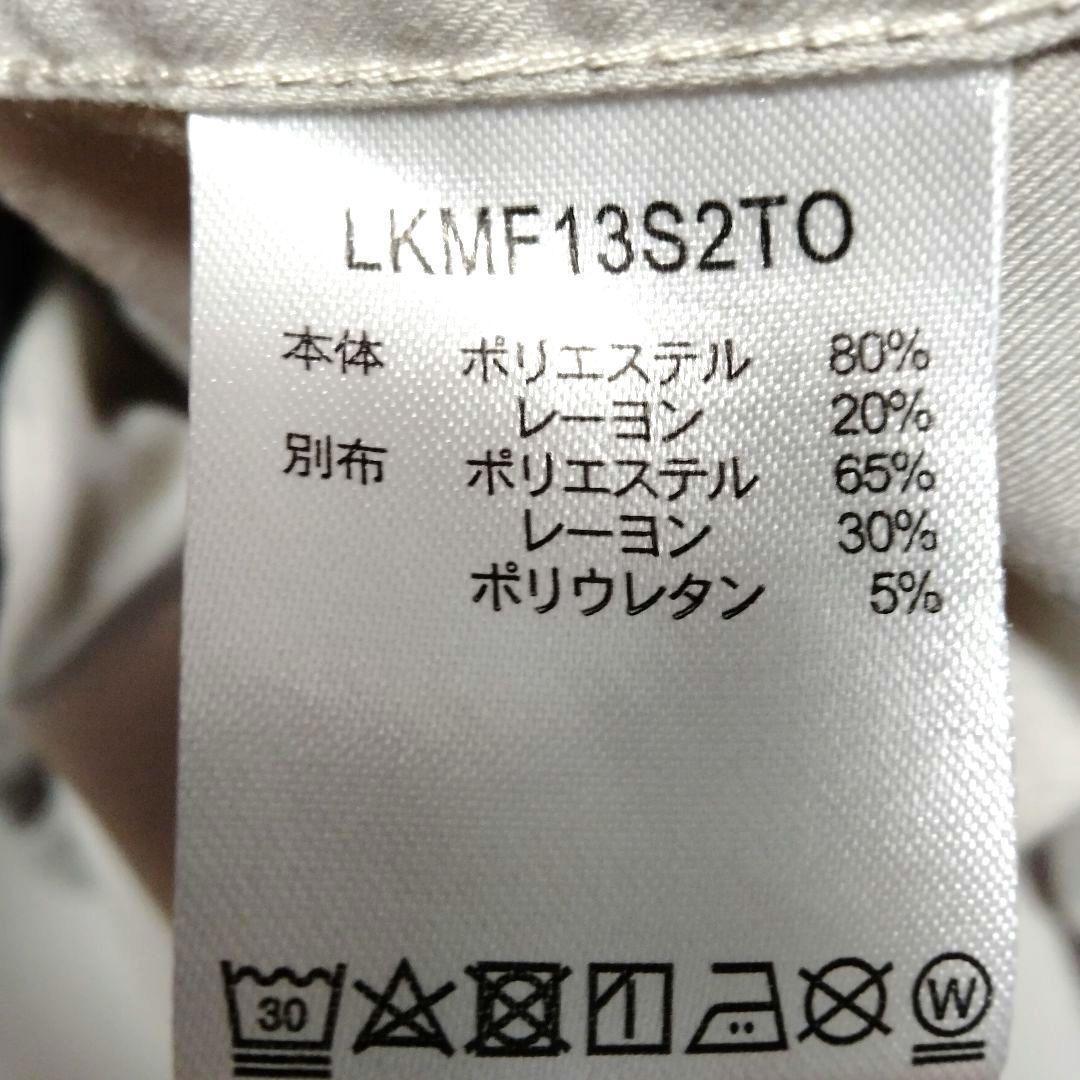 LKMF13S2TO
本体 ポリエステル 80%
レーヨン 20%
別布 ポリエステル 65%
レーヨン 30%
ポリウレタン 5%
30 W